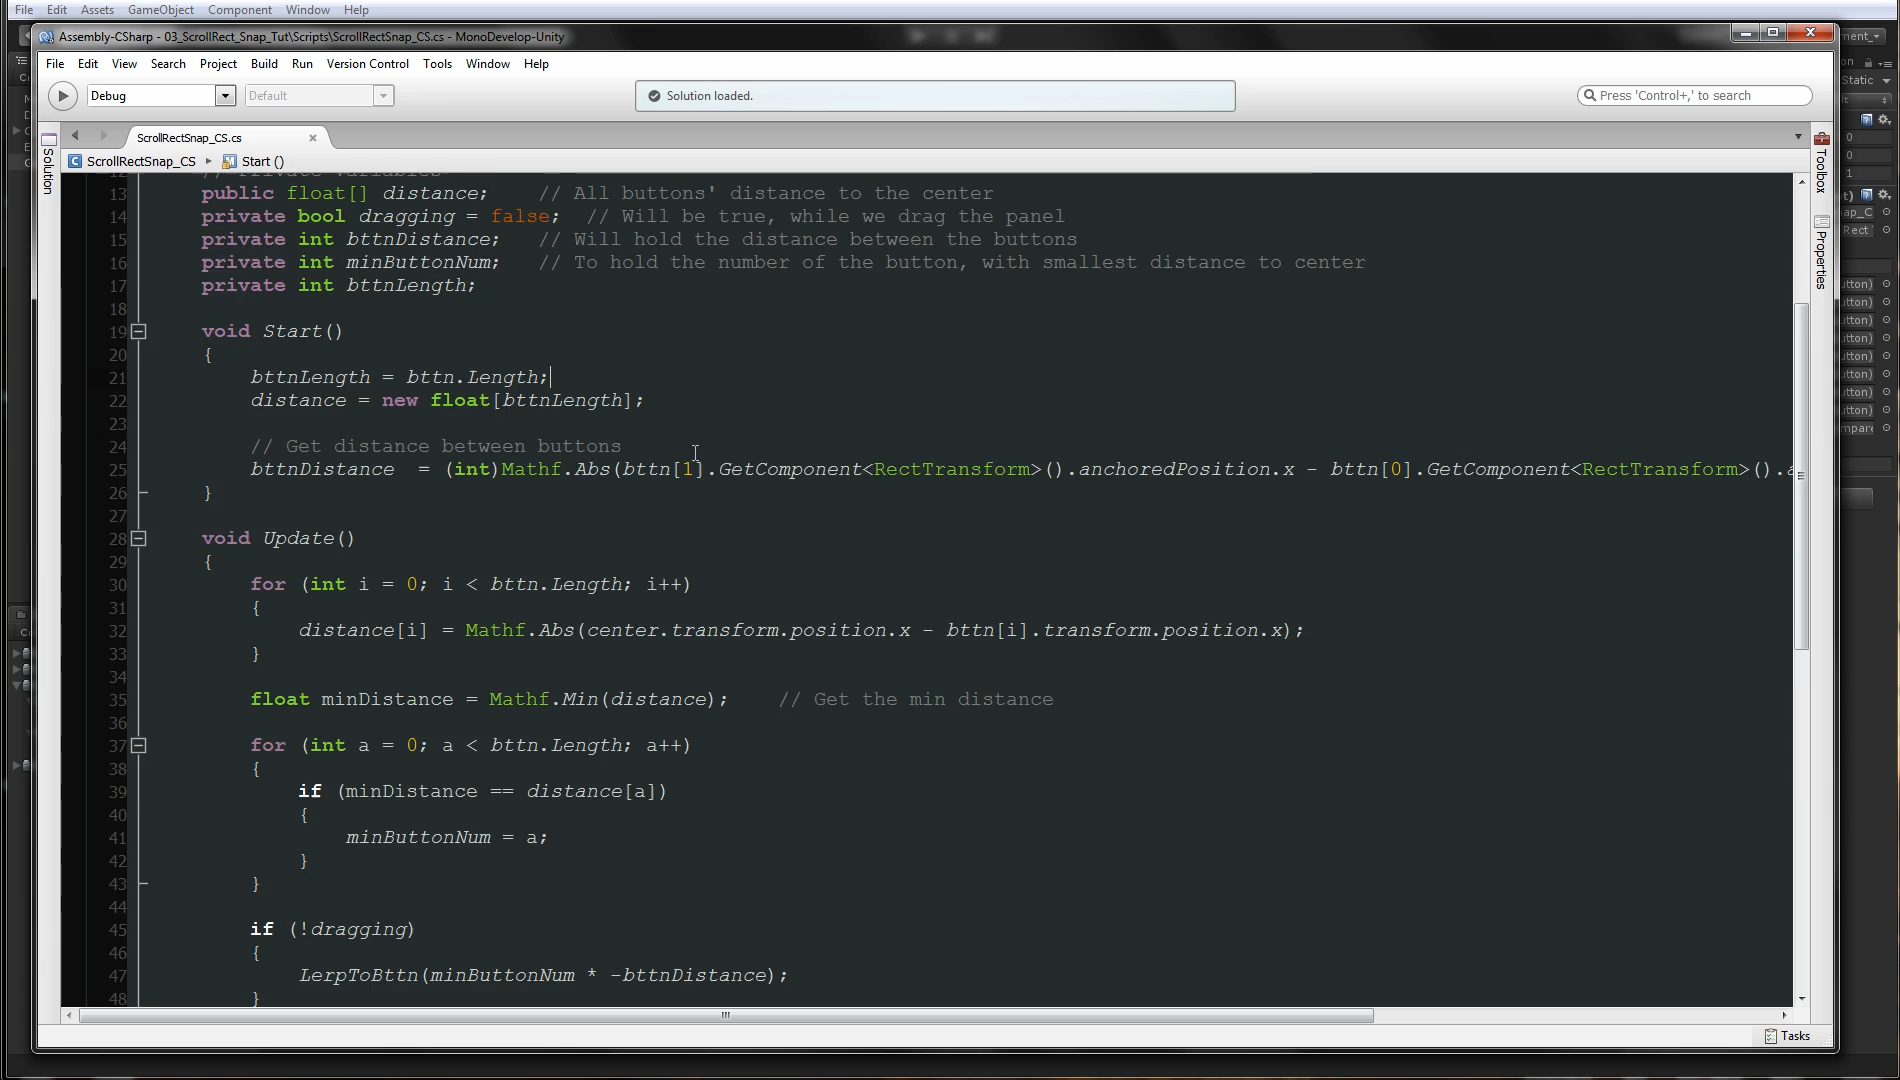 File Edit Assets GameObject Component Window Help
Assembly-CSharp - 03_ScrollRect_Snap_Tut\Scripts\ScrollRectSnap_CS.cs - MonoDevelop-Unity
File Edit View Search Project Build Run Version Control Tools Window Help
Debug Default Solution loaded. Press 'Control+,' to search
ScrollRectSnap_CS.cs
ScrollRectSnap_CS Start ()
Solution
Toolbox
Properties
12 // Private Variables
13 public float[] distance; // All buttons' distance to the center
14 private bool dragging = false; // Will be true, while we drag the panel
15 private int bttnDistance; // Will hold the distance between the buttons
16 private int minButtonNum; // To hold the number of the button, with smallest distance to center
17 private int bttnLength;
18
19 void Start()
20 {
21 bttnLength = bttn.Length;
22 distance = new float[bttnLength];
23
24 // Get distance between buttons
25 bttnDistance = (int)Mathf.Abs(bttn[1].GetComponent<RectTransform>().anchoredPosition.x - bttn[0].GetComponent<RectTransform>().a
26 }
27
28 void Update()
29 {
30 for (int i = 0; i < bttn.Length; i++)
31 {
32 distance[i] = Mathf.Abs(center.transform.position.x - bttn[i].transform.position.x);
33 }
34
35 float minDistance = Mathf.Min(distance); // Get the min distance
36
37 for (int a = 0; a < bttn.Length; a++)
38 {
39 if (minDistance == distance[a])
40 {
41 minButtonNum = a;
42 }
43 }
44
45 if (!dragging)
46 {
47 LerpToBttn(minButtonNum * -bttnDistance);
48 }
Tasks